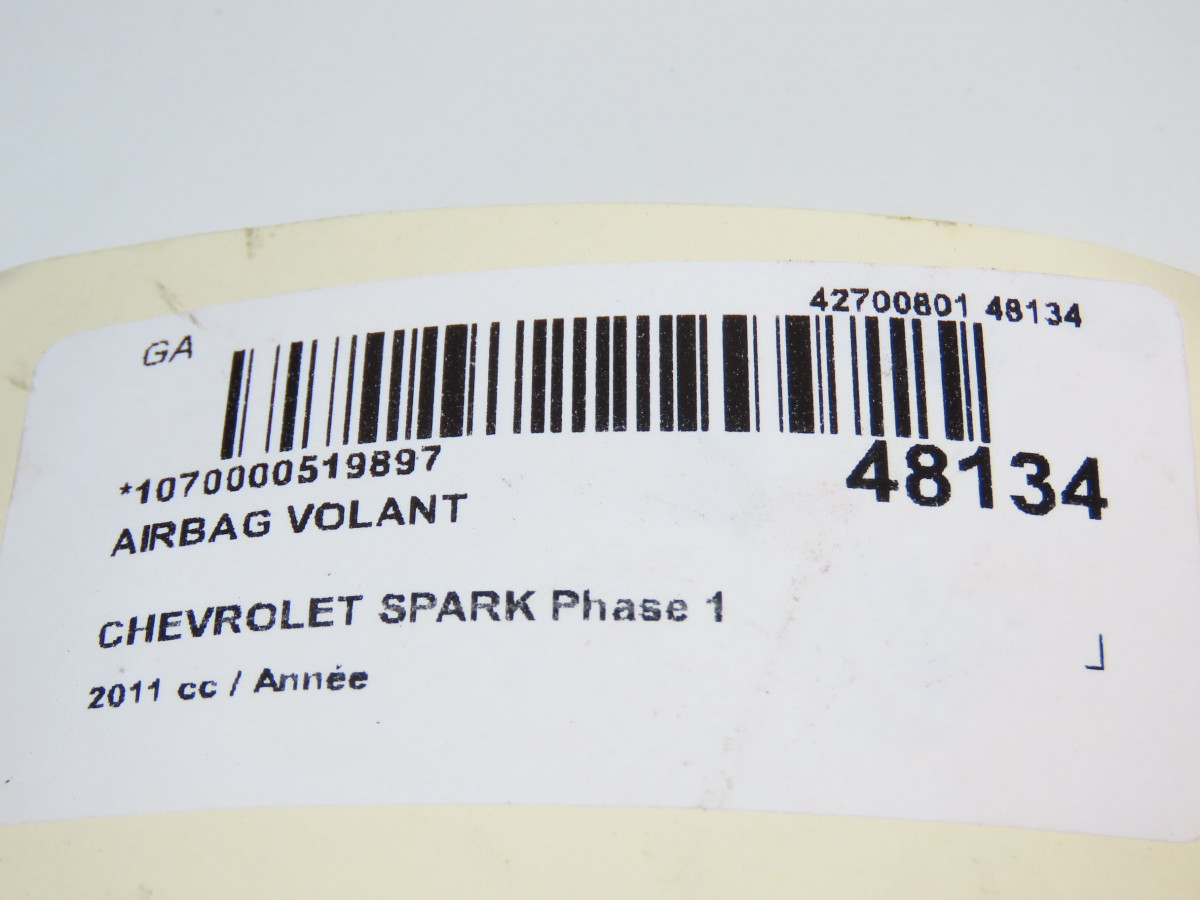 42700801 48134
GA
*1070000519897
48134
AIRBAG VOLANT
CHEVROLET SPARK Phase 1
2011 cc / Année